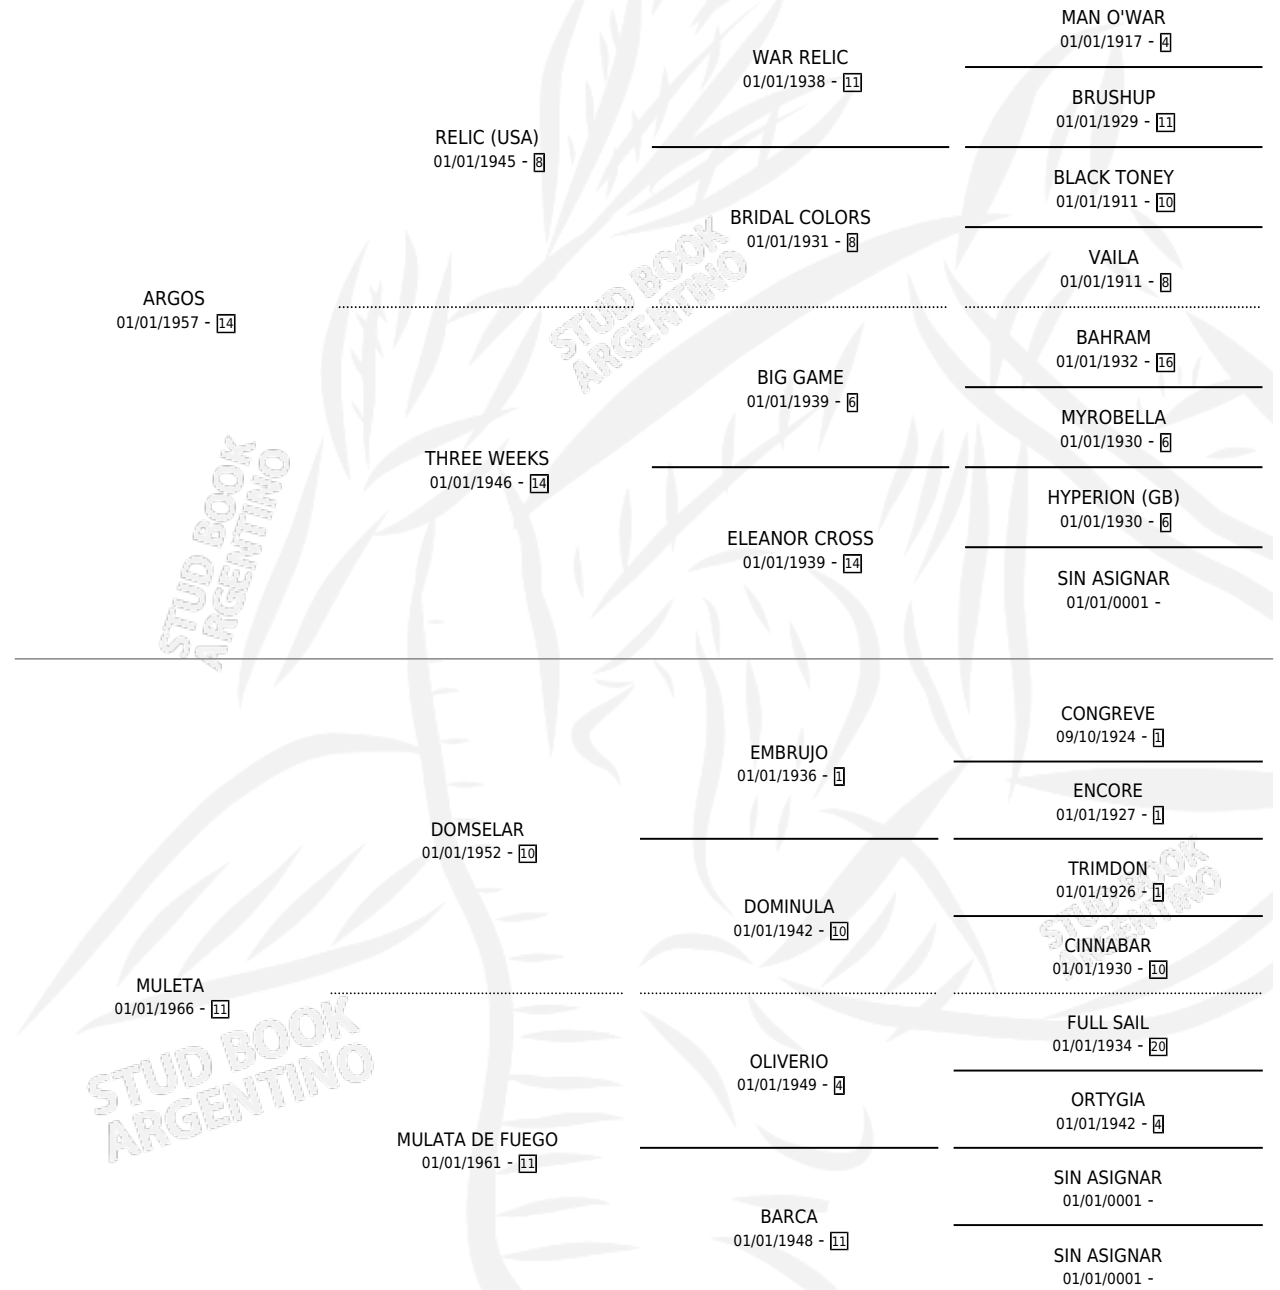 MAN O'WAR
01/01/1917 - 4
WAR RELIC
01/01/1938 - 11
BRUSHUP
01/01/1929 - 11
RELIC (USA)
01/01/1945 - 8
BLACK TONEY
01/01/1911 - 10
BRIDAL COLORS
01/01/1931 - 8
VAILA
01/01/1911 - 8
ARGOS
01/01/1957 - 14
BAHRAM
01/01/1932 - 16
BIG GAME
01/01/1939 - 6
MYROBELLA
01/01/1930 - 6
THREE WEEKS
01/01/1946 - 14
HYPERION (GB)
01/01/1930 - 6
ELEANOR CROSS
01/01/1939 - 14
SIN ASIGNAR
01/01/0001 -
CONGREVE
09/10/1924 - 1
EMBRUJO
01/01/1936 - 1
ENCORE
01/01/1927 - 1
DOMSELAR
01/01/1952 - 10
TRIMDON
01/01/1926 - 1
DOMINULA
01/01/1942 - 10
CINNABAR
01/01/1930 - 10
MULETA
01/01/1966 - 11
FULL SAIL
01/01/1934 - 20
OLIVERIO
01/01/1949 - 4
ORTYGIA
01/01/1942 - 4
MULATA DE FUEGO
01/01/1961 - 11
SIN ASIGNAR
01/01/0001 -
BARCA
01/01/1948 - 11
SIN ASIGNAR
01/01/0001 -
STUD BOOK
ARGENTINO
STUD BOOK
ARGENTINO
STUD BOOK
ARGENTINO
STUD BOOK
ARGENTINO